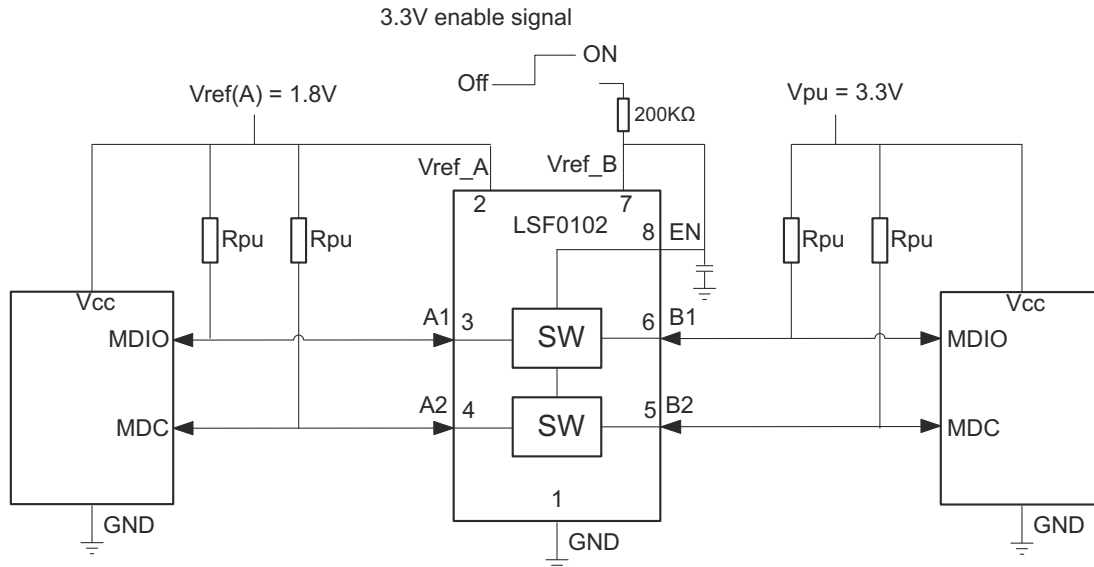 3.3V enable signal
ON
Off
Vref(A) = 1.8V
Vpu = 3.3V
200KΩ
Vref_A
Vref_B
2
7
LSF0102
8
EN
Rpu
Rpu
Rpu
Rpu
Vcc
Vcc
MDIO
A1
3
SW
6
B1
MDIO
MDC
A2
4
SW
5
B2
MDC
1
GND
GND
GND